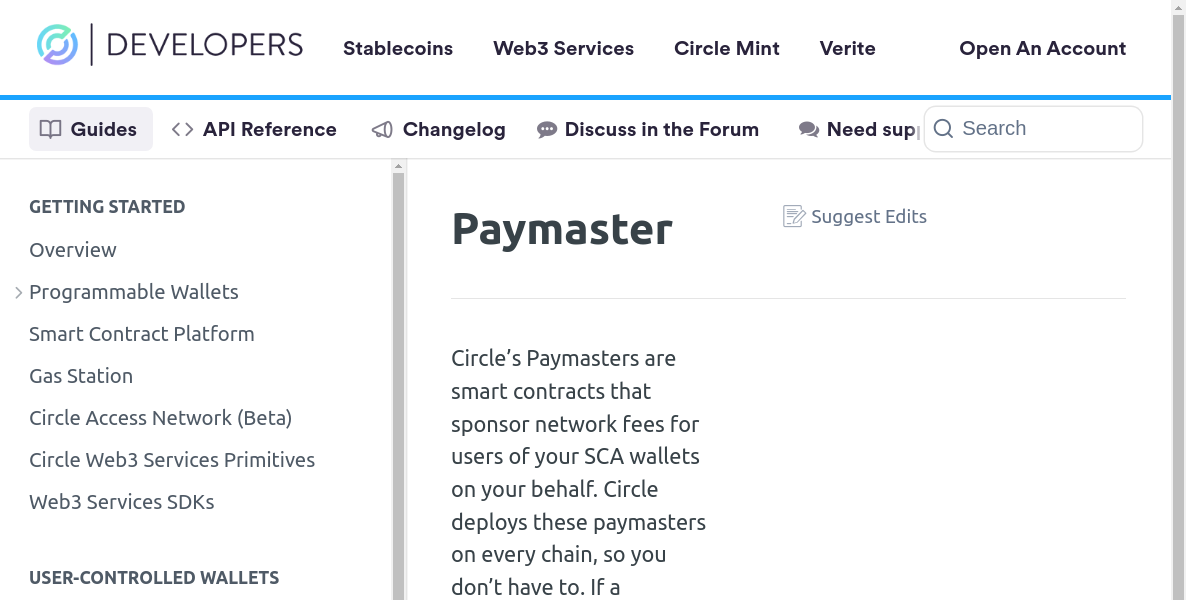 DEVELOPERS
Stablecoins
Web3 Services
Circle Mint
Verite
Open An Account
Guides
API Reference
Changelog
Discuss in the Forum
Need sup
Search
GETTING STARTED
Overview
Programmable Wallets
Smart Contract Platform
Gas Station
Circle Access Network (Beta)
Circle Web3 Services Primitives
Web3 Services SDKs
USER-CONTROLLED WALLETS
Paymaster
Suggest Edits
Circle’s Paymasters are
smart contracts that
sponsor network fees for
users of your SCA wallets
on your behalf. Circle
deploys these paymasters
on every chain, so you
don’t have to. If a